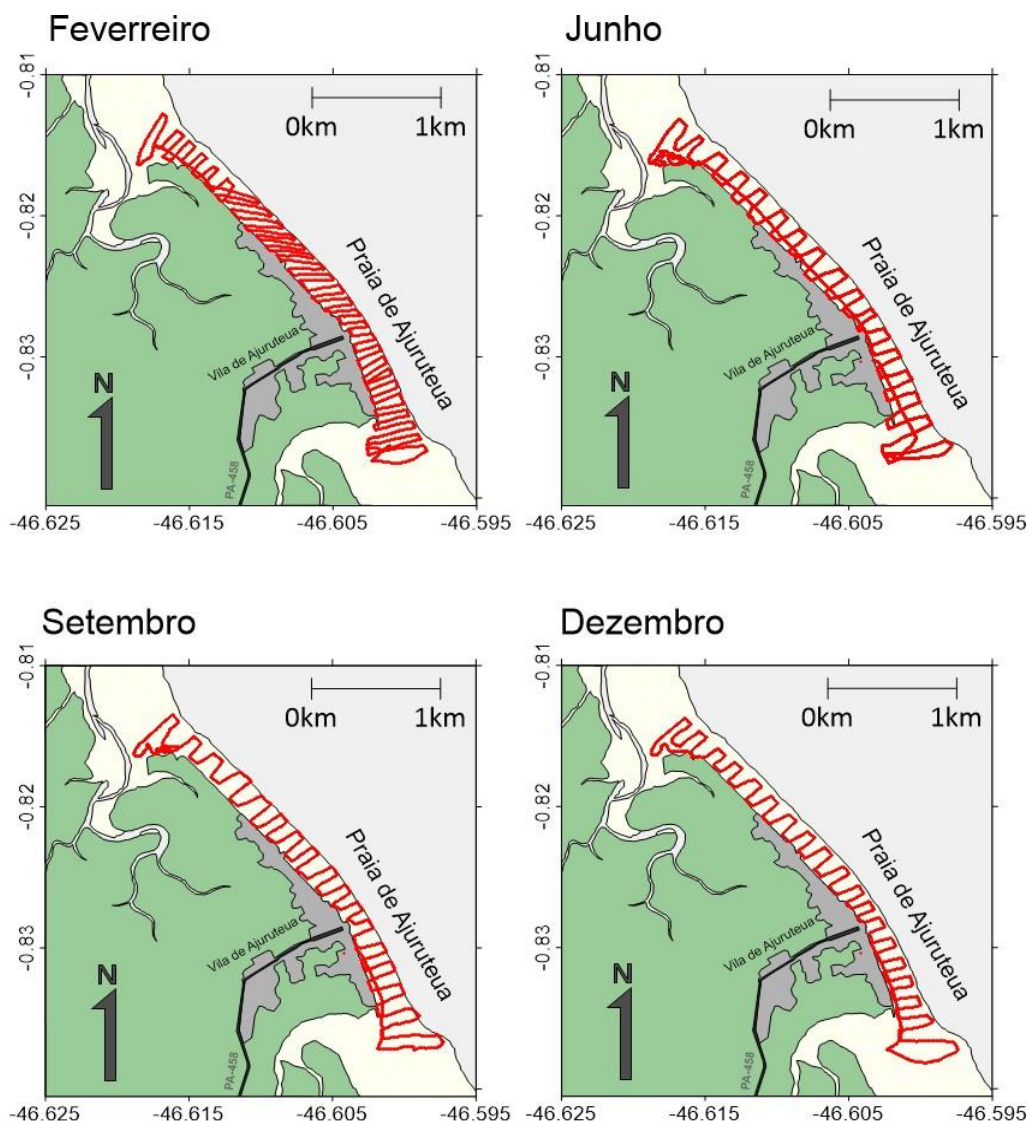 Feverreiro
-0.81
-0.82
-0.83
0km 1km
Praia de Ajuruteua
Vila de Ajuruteua
N
PA-458
-46.625 -46.615 -46.605 -46.595
Junho
-0.81
-0.82
-0.83
0km 1km
Praia de Ajuruteua
Vila de Ajuruteua
N
PA-458
-46.625 -46.615 -46.605 -46.595
Setembro
-0.81
-0.82
-0.83
0km 1km
Praia de Ajuruteua
Vila de Ajuruteua
N
PA-458
-46.625 -46.615 -46.605 -46.595
Dezembro
-0.81
-0.82
-0.83
0km 1km
Praia de Ajuruteua
Vila de Ajuruteua
N
PA-458
-46.625 -46.615 -46.605 -46.595